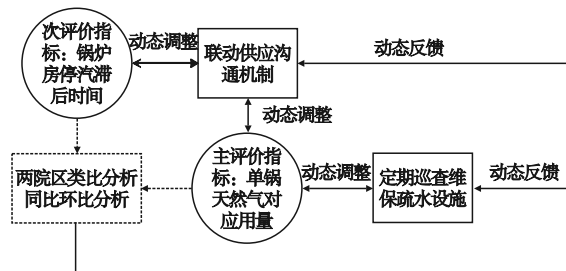 次评价指
标：锅炉
房停汽滞
后时间
动态调整
联动供应沟
通机制
动态反馈
动态调整
两院区类比分析
同比环比分析
主评价指
标：单锅
天然气对
应用量
动态调整
定期巡查维
保疏水设施
动态反馈